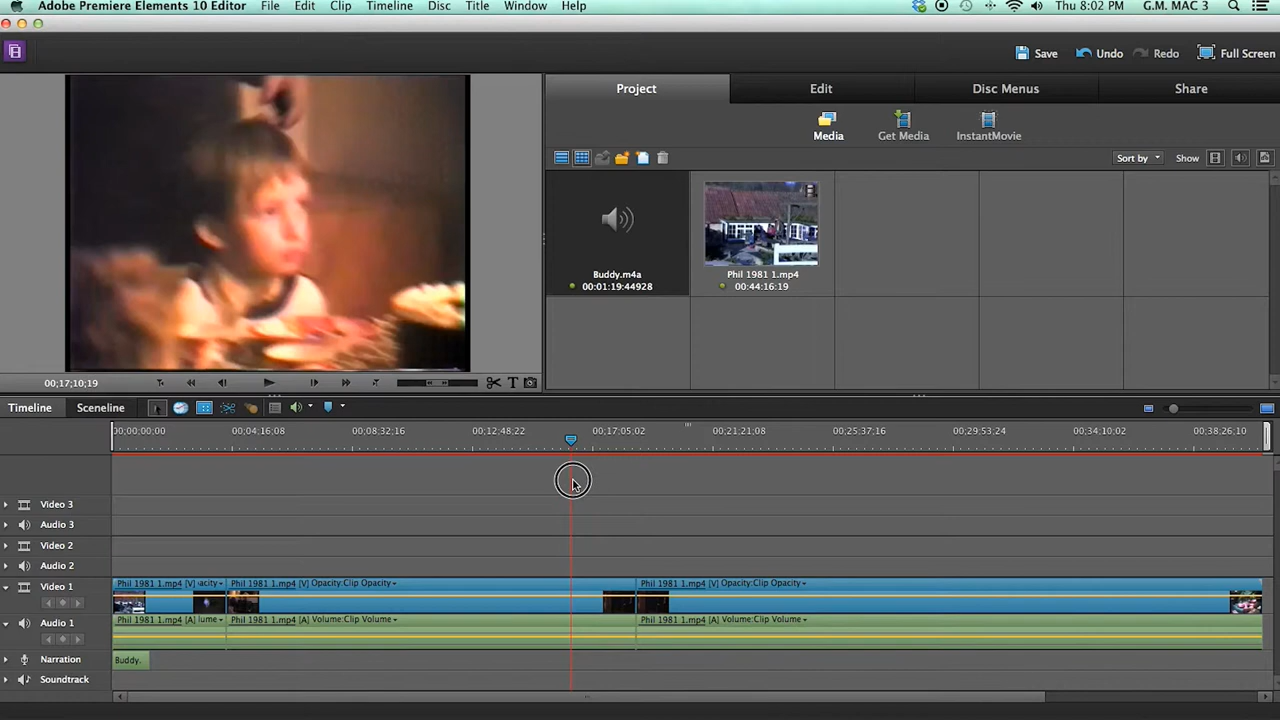 Adobe Premiere Elements 10 Editor File Edit Clip Timeline Disc Title Window Help Thu 8:02 PM G.M. MAC 3
Save Undo Redo Full Screen
Project Edit Disc Menus Share
Media Get Media InstantMovie
Sort by Show
Buddy.m4a
00:01:19:44928
Phil 1981 1.mp4
00:44:16:19
00;17;10;19
T
Timeline Sceneline
00;00;00;00 00;04;16;08 00;08;32;16 00;12;48;22 00;17;05;02 00;21;21;08 00;25;37;16 00;29;53;24 00;34;10;02 00;38;26;10
Video 3
Audio 3
Video 2
Audio 2
Video 1 Phil 1981 1.mp4 [V] acity Phil 1981 1.mp4 [V] Opacity:Clip Opacity Phil 1981 1.mp4 [V] Opacity:Clip Opacity
Audio 1 Phil 1981 1.mp4 [A] lume Phil 1981 1.mp4 [A] Volume:Clip Volume Phil 1981 1.mp4 [A] Volume:Clip Volume
Narration Buddy.
Soundtrack